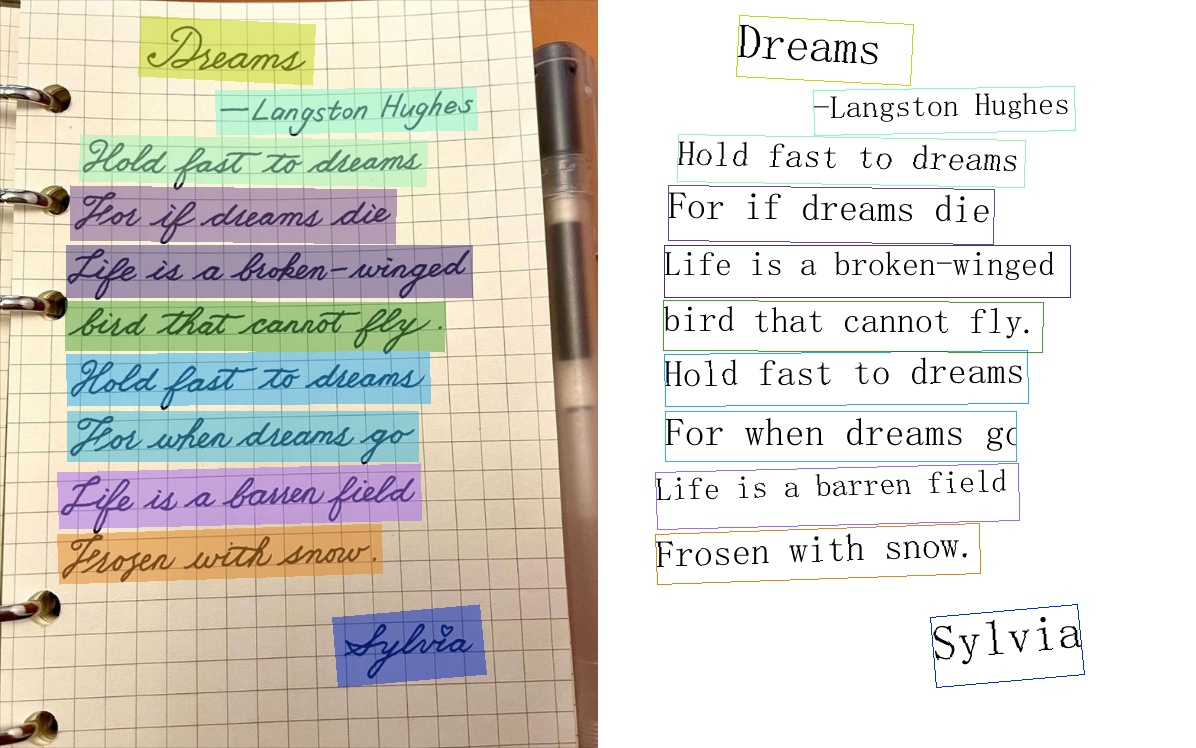 Dreams
—Langston Hughes
Hold fast to dreams
For if dreams die
Life is a broken-winged
bird that cannot fly.
Hold fast to dreams
For when dreams go
Life is a barren field
Frozen with snow.
Sylvia
Dreams
—Langston Hughes
Hold fast to dreams
For if dreams die
Life is a broken-winged
bird that cannot fly.
Hold fast to dreams
For when dreams go
Life is a barren field
Frosen with snow.
Sylvia